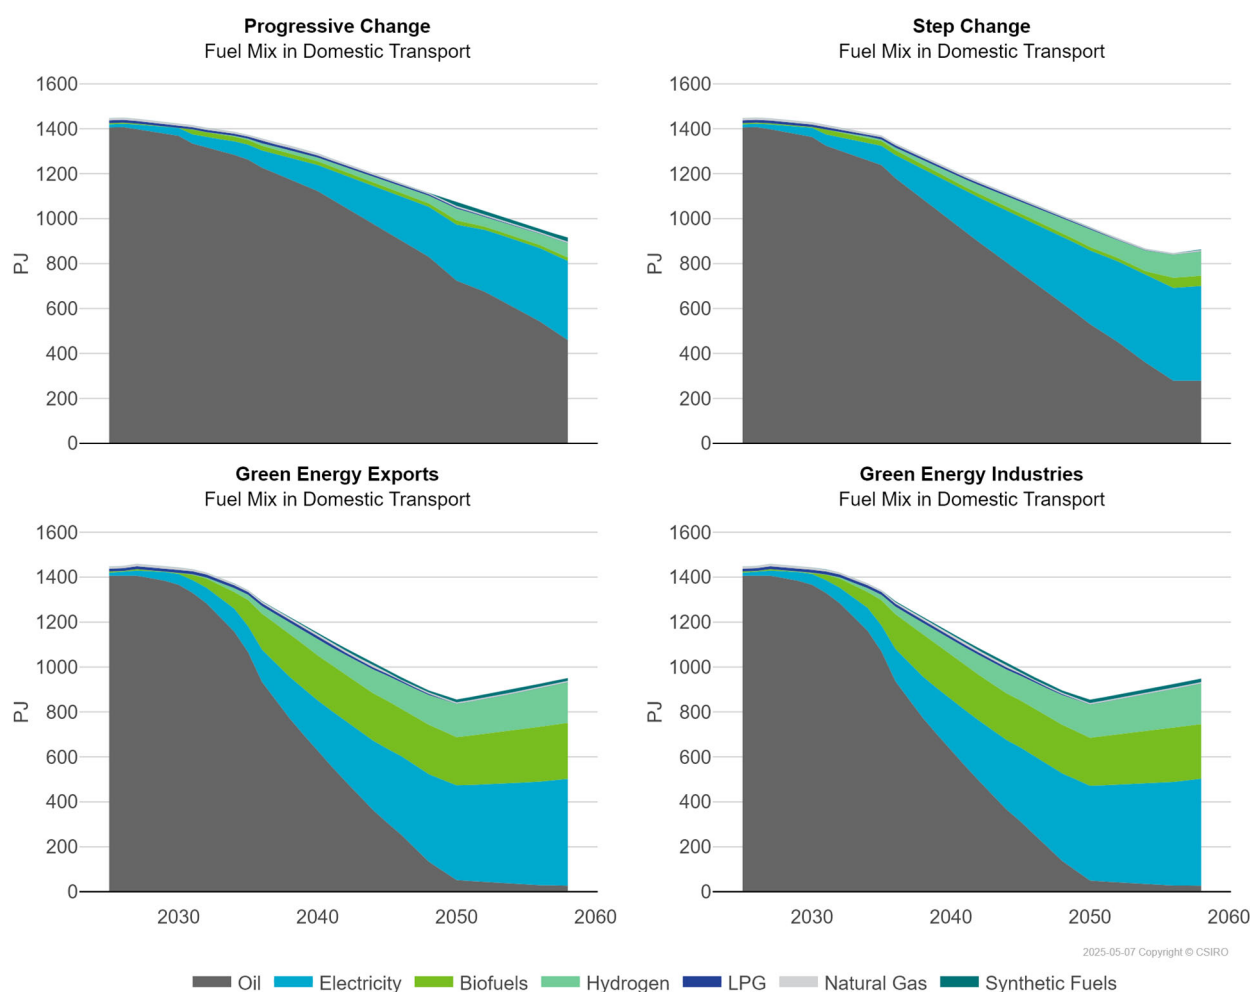 Progressive Change
Fuel Mix in Domestic Transport
1600
1400
1200
1000
800
600
400
200
0
PJ
Step Change
Fuel Mix in Domestic Transport
1600
1400
1200
1000
800
600
400
200
0
PJ
Green Energy Exports
Fuel Mix in Domestic Transport
1600
1400
1200
1000
800
600
400
200
0
PJ
2030 2040 2050 2060
Green Energy Industries
Fuel Mix in Domestic Transport
1600
1400
1200
1000
800
600
400
200
0
PJ
2030 2040 2050 2060
2025-05-07 Copyright © CSIRO
Oil Electricity Biofuels Hydrogen LPG Natural Gas Synthetic Fuels